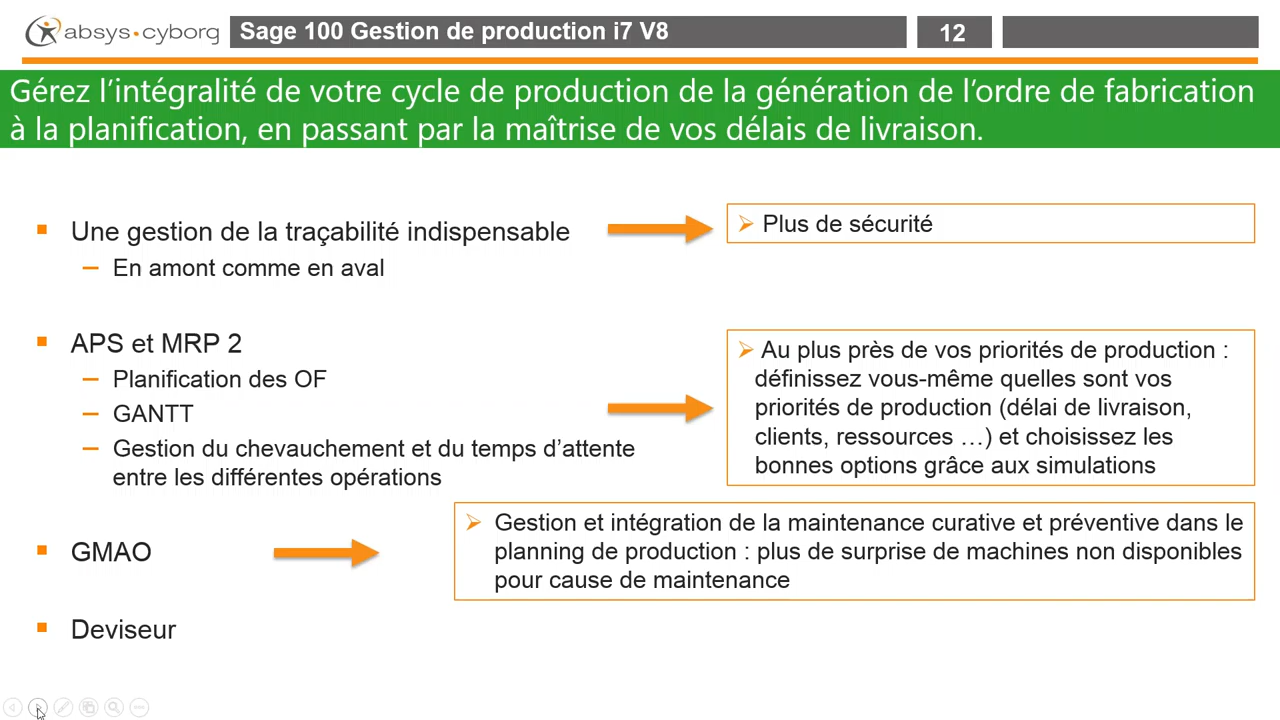 absys cyborg
Sage 100 Gestion de production i7 V8
12
Gérez l’intégralité de votre cycle de production de la génération de l’ordre de fabrication
à la planification, en passant par la maîtrise de vos délais de livraison.
Une gestion de la traçabilité indispensable
Plus de sécurité
– En amont comme en aval
APS et MRP 2
– Planification des OF
– GANTT
– Gestion du chevauchement et du temps d’attente
entre les différentes opérations
Au plus près de vos priorités de production :
définissez vous-même quelles sont vos
priorités de production (délai de livraison,
clients, ressources …) et choisissez les
bonnes options grâce aux simulations
GMAO
Gestion et intégration de la maintenance curative et préventive dans le
planning de production : plus de surprise de machines non disponibles
pour cause de maintenance
Deviseur